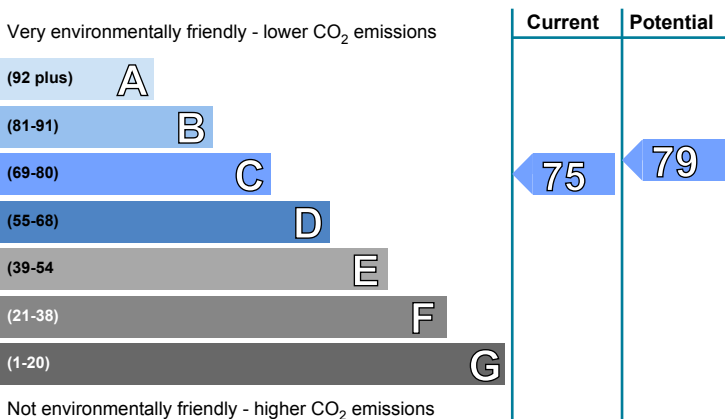 Very environmentally friendly - lower CO2 emissions
Current
Potential
(92 plus) A
(81-91) B
(69-80) C
75
79
(55-68) D
(39-54 E
(21-38) F
(1-20) G
Not environmentally friendly - higher CO2 emissions